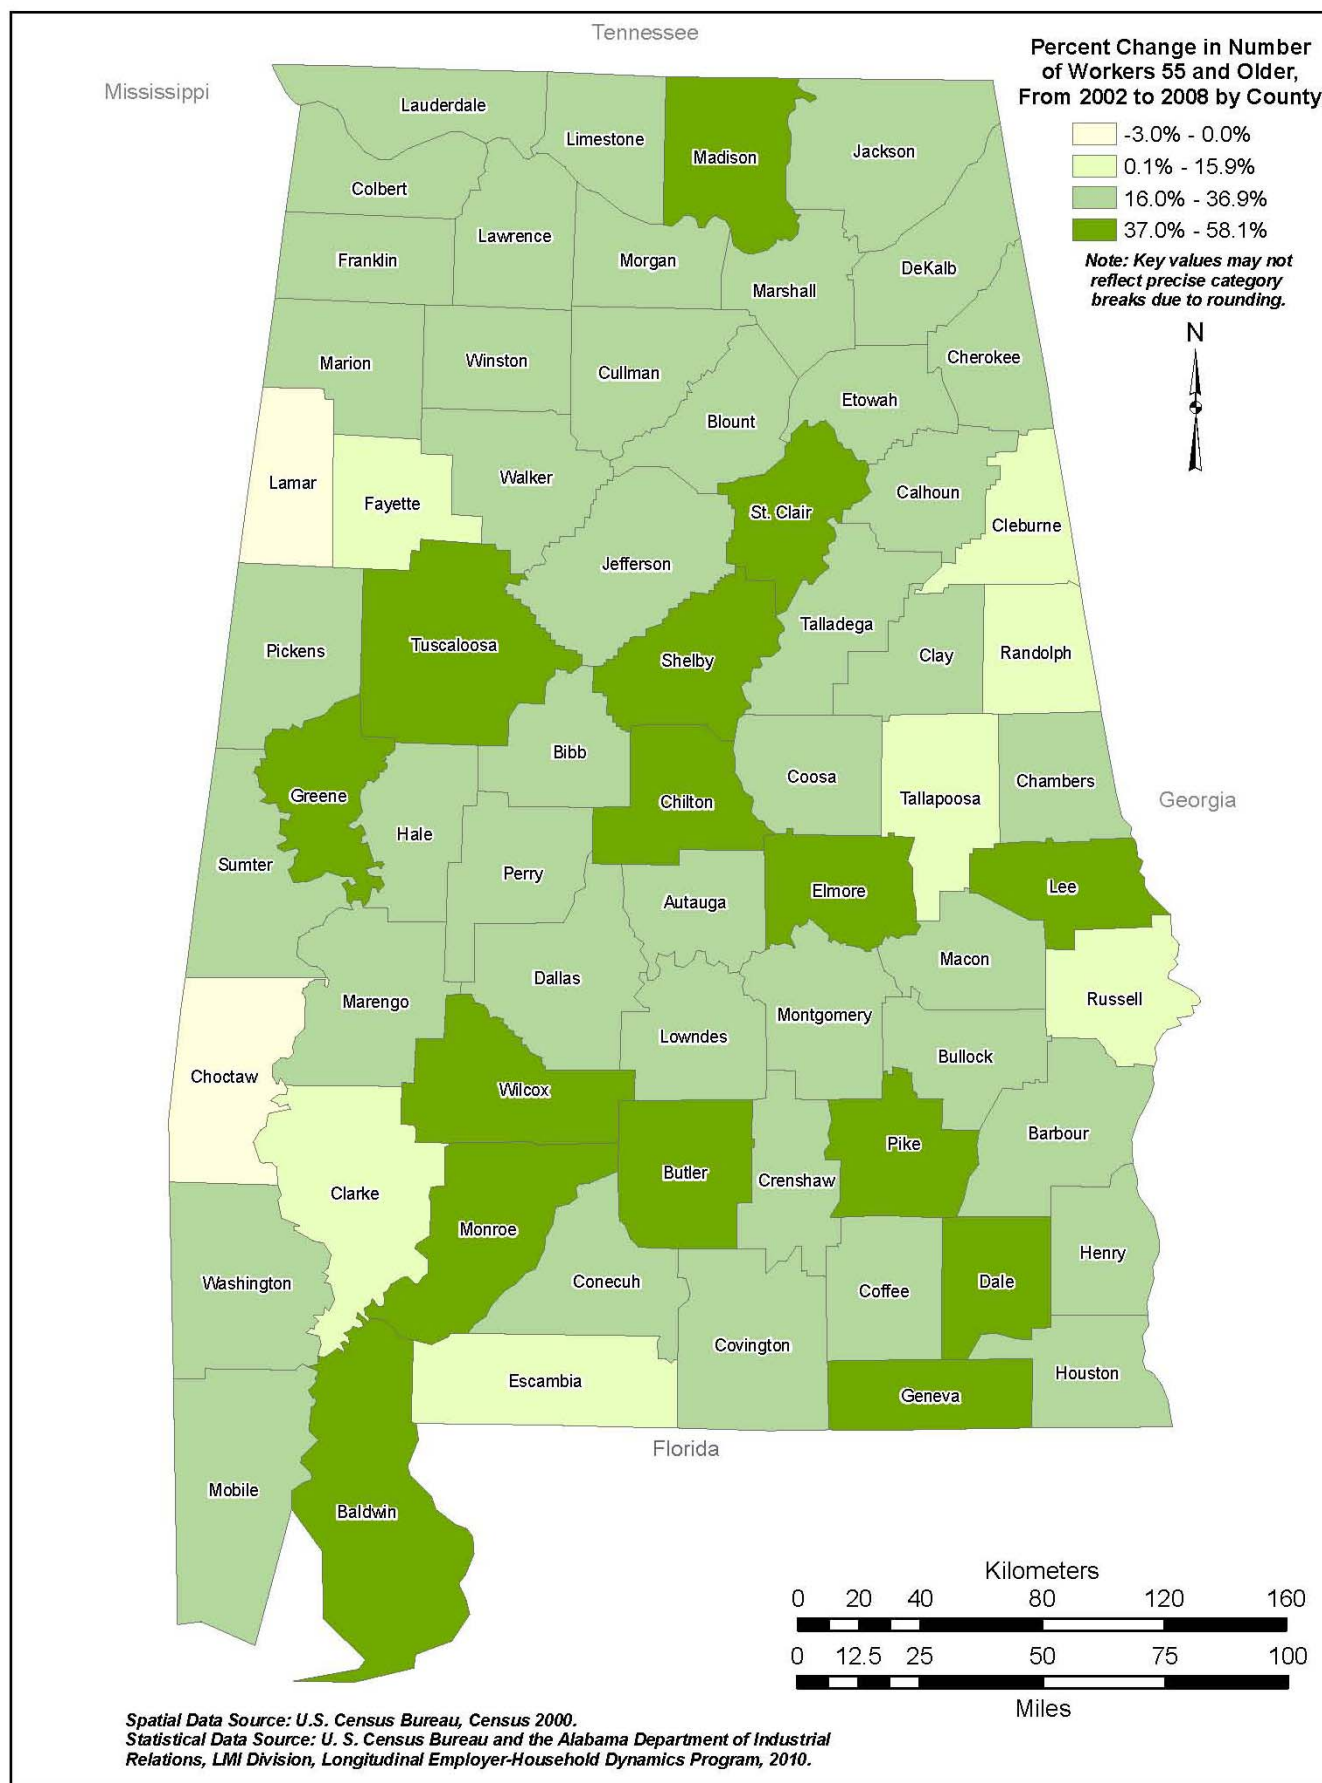 Tennessee
Mississippi
Percent Change in Number
of Workers 55 and Older,
From 2002 to 2008 by County
-3.0% - 0.0%
0.1% - 15.9%
16.0% - 36.9%
37.0% - 58.1%
Note: Key values may not
reflect precise category
breaks due to rounding.
N
Lauderdale
Limestone
Madison
Jackson
Colbert
Lawrence
Franklin
Morgan
DeKalb
Marshall
Marion
Winston
Cullman
Cherokee
Etowah
Blount
Lamar
Fayette
Walker
Calhoun
St. Clair
Cleburne
Jefferson
Talladega
Pickens
Tuscaloosa
Shelby
Clay
Randolph
Bibb
Coosa
Chambers
Greene
Chilton
Tallapoosa
Georgia
Hale
Sumter
Perry
Autauga
Elmore
Lee
Macon
Dallas
Marengo
Russell
Montgomery
Lowndes
Bullock
Choctaw
Wilcox
Barbour
Pike
Butler
Crenshaw
Clarke
Monroe
Henry
Washington
Conecuh
Coffee
Dale
Covington
Houston
Escambia
Geneva
Florida
Mobile
Baldwin
Kilometers
0 20 40 80 120 160
0 12.5 25 50 75 100
Miles
Spatial Data Source: U.S. Census Bureau, Census 2000.
Statistical Data Source: U. S. Census Bureau and the Alabama Department of Industrial
Relations, LMI Division, Longitudinal Employer-Household Dynamics Program, 2010.